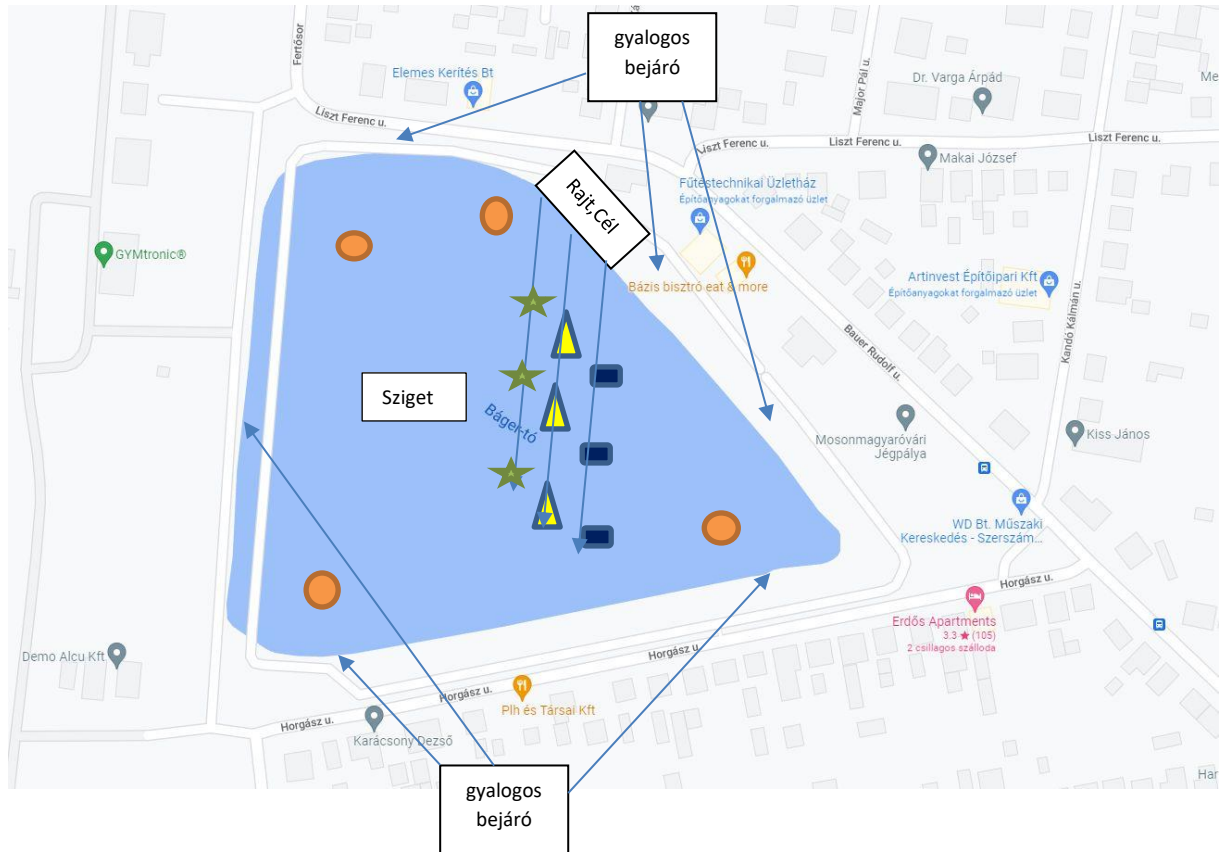 gyalogos
bejáró
Fertősor
Elemes Kerítés Bt
Liszt Ferenc u.
Major Pál u.
Dr. Varga Árpád
Me
Liszt Ferenc u.
Liszt Ferenc u.
Liszt Ferenc u.
Makai József
Rajt,Cél
Fűtéstechnikai Üzletház
Építőanyagokat forgalmazó üzlet
GYMtronic®
Bázis bisztró eat & more
Artinvest Építőipari Kft
Építőanyagokat forgalmazó üzlet
Kandó Kálmán u.
Bauer Rudolf u.
Sziget
Báger-tó
Mosonmagyaróvári
Jégpálya
Kiss János
WD Bt. Műszaki
Kereskedés - Szerszám...
Horgász u.
Erdős Apartments
3.3 ★ (105)
2 csillagos szálloda
Demo Alcu Kft
Horgász u.
Horgász u.
Plh és Társai Kft
Horgász u.
Karácsony Dezső
Har
gyalogos
bejáró